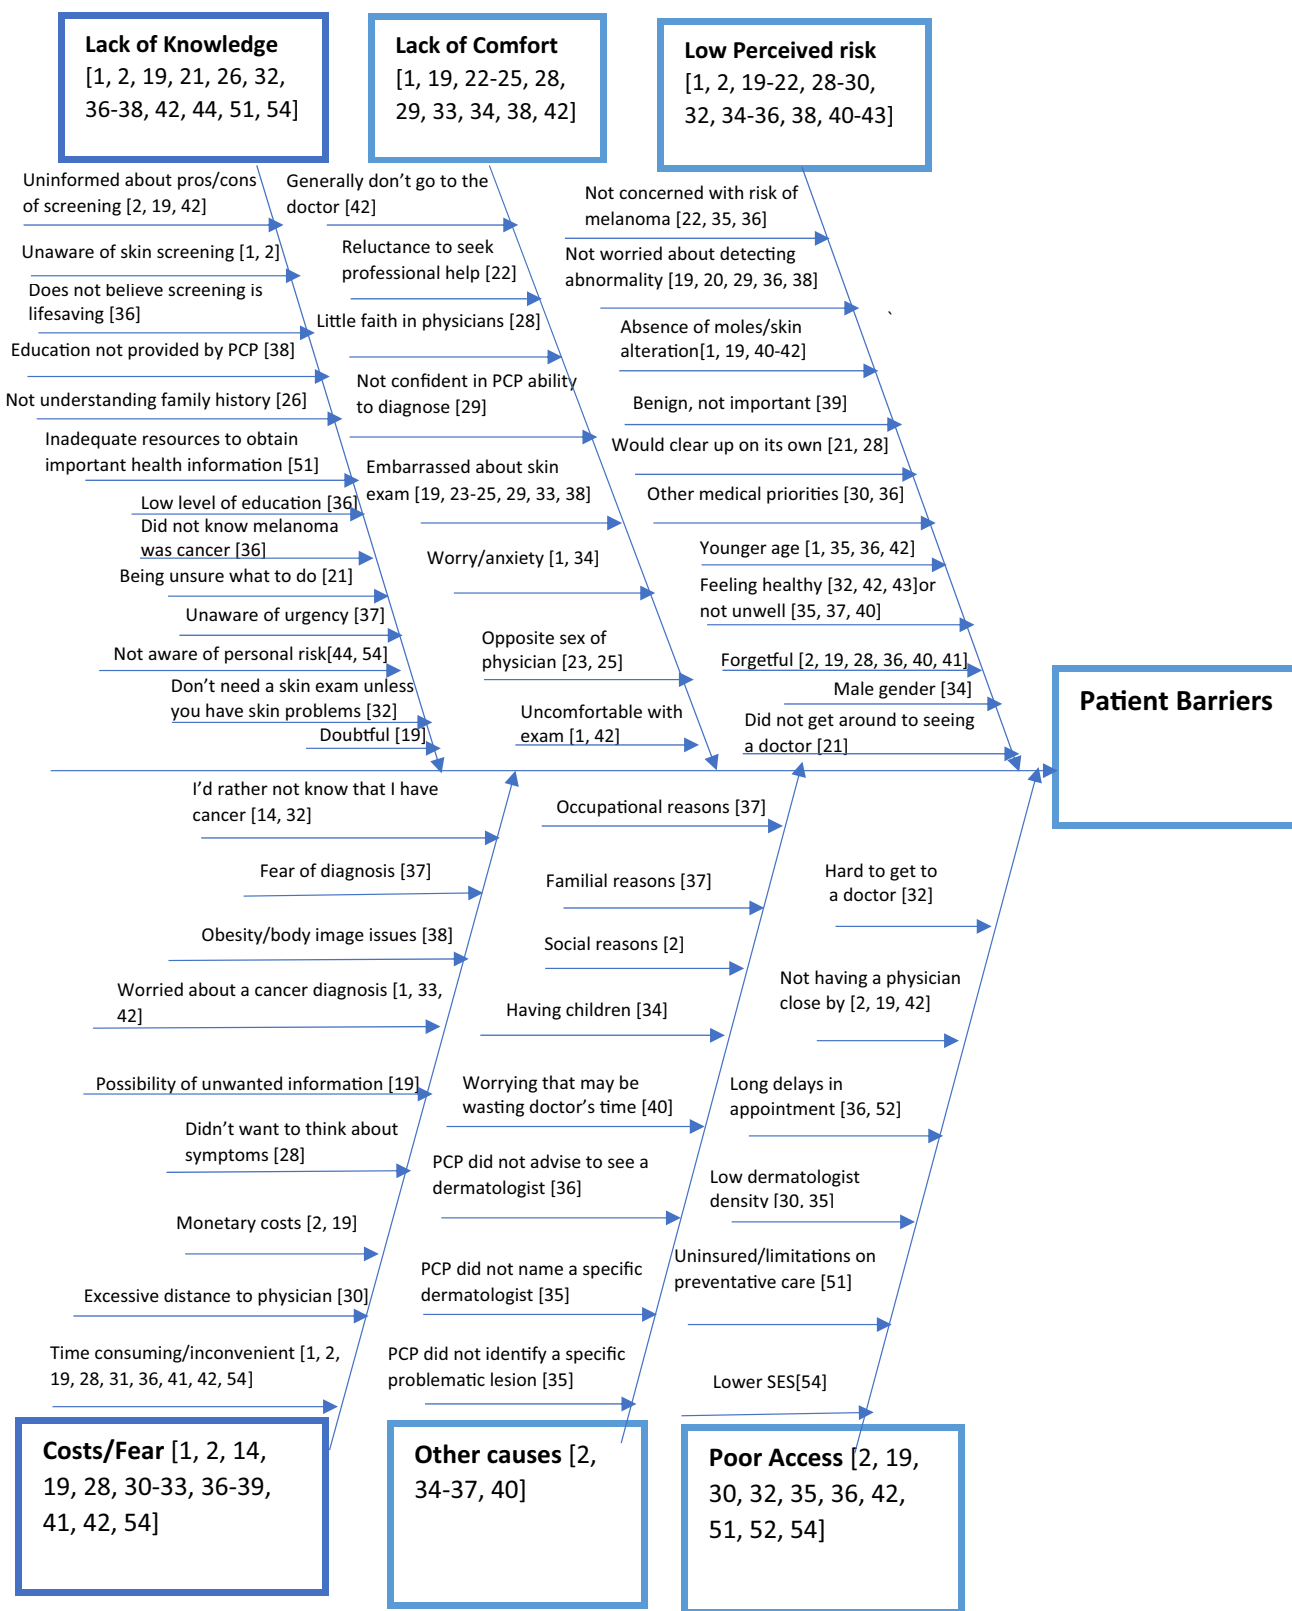 Lack of Knowledge
[1, 2, 19, 21, 26, 32,
36-38, 42, 44, 51, 54]
Lack of Comfort
[1, 19, 22-25, 28,
29, 33, 34, 38, 42]
Low Perceived risk
[1, 2, 19-22, 28-30,
32, 34-36, 38, 40-43]
Uninformed about pros/cons
of screening [2, 19, 42]
Unaware of skin screening [1, 2]
Does not believe screening is
lifesaving [36]
Education not provided by PCP [38]
Not understanding family history [26]
Inadequate resources to obtain
important health information [51]
Low level of education [36]
Did not know melanoma
was cancer [36]
Being unsure what to do [21]
Unaware of urgency [37]
Not aware of personal risk[44, 54]
Don't need a skin exam unless
you have skin problems [32]
Doubtful [19]
Generally don't go to the
doctor [42]
Reluctance to seek
professional help [22]
Little faith in physicians [28]
Not confident in PCP ability
to diagnose [29]
Embarrassed about skin
exam [19, 23-25, 29, 33, 38]
Worry/anxiety [1, 34]
Opposite sex of
physician [23, 25]
Uncomfortable with
exam [1, 42]
Not concerned with risk of
melanoma [22, 35, 36]
Not worried about detecting
abnormality [19, 20, 29, 36, 38]
`
Absence of moles/skin
alteration[1, 19, 40-42]
Benign, not important [39]
Would clear up on its own [21, 28]
Other medical priorities [30, 36]
Younger age [1, 35, 36, 42]
Feeling healthy [32, 42, 43]or
not unwell [35, 37, 40]
Forgetful [2, 19, 28, 36, 40, 41]
Male gender [34]
Did not get around to seeing
a doctor [21]
Patient Barriers
I'd rather not know that I have
cancer [14, 32]
Fear of diagnosis [37]
Obesity/body image issues [38]
Worried about a cancer diagnosis [1, 33,
42]
Possibility of unwanted information [19]
Didn't want to think about
symptoms [28]
Monetary costs [2, 19]
Excessive distance to physician [30]
Time consuming/inconvenient [1, 2,
19, 28, 31, 36, 41, 42, 54]
Occupational reasons [37]
Familial reasons [37]
Social reasons [2]
Having children [34]
Worrying that may be
wasting doctor's time [40]
PCP did not advise to see a
dermatologist [36]
PCP did not name a specific
dermatologist [35]
PCP did not identify a specific
problematic lesion [35]
Hard to get to
a doctor [32]
Not having a physician
close by [2, 19, 42]
Long delays in
appointment [36, 52]
Low dermatologist
density [30, 35]
Uninsured/limitations on
preventative care [51]
Lower SES[54]
Costs/Fear [1, 2, 14,
19, 28, 30-33, 36-39,
41, 42, 54]
Other causes [2,
34-37, 40]
Poor Access [2, 19,
30, 32, 35, 36, 42,
51, 52, 54]